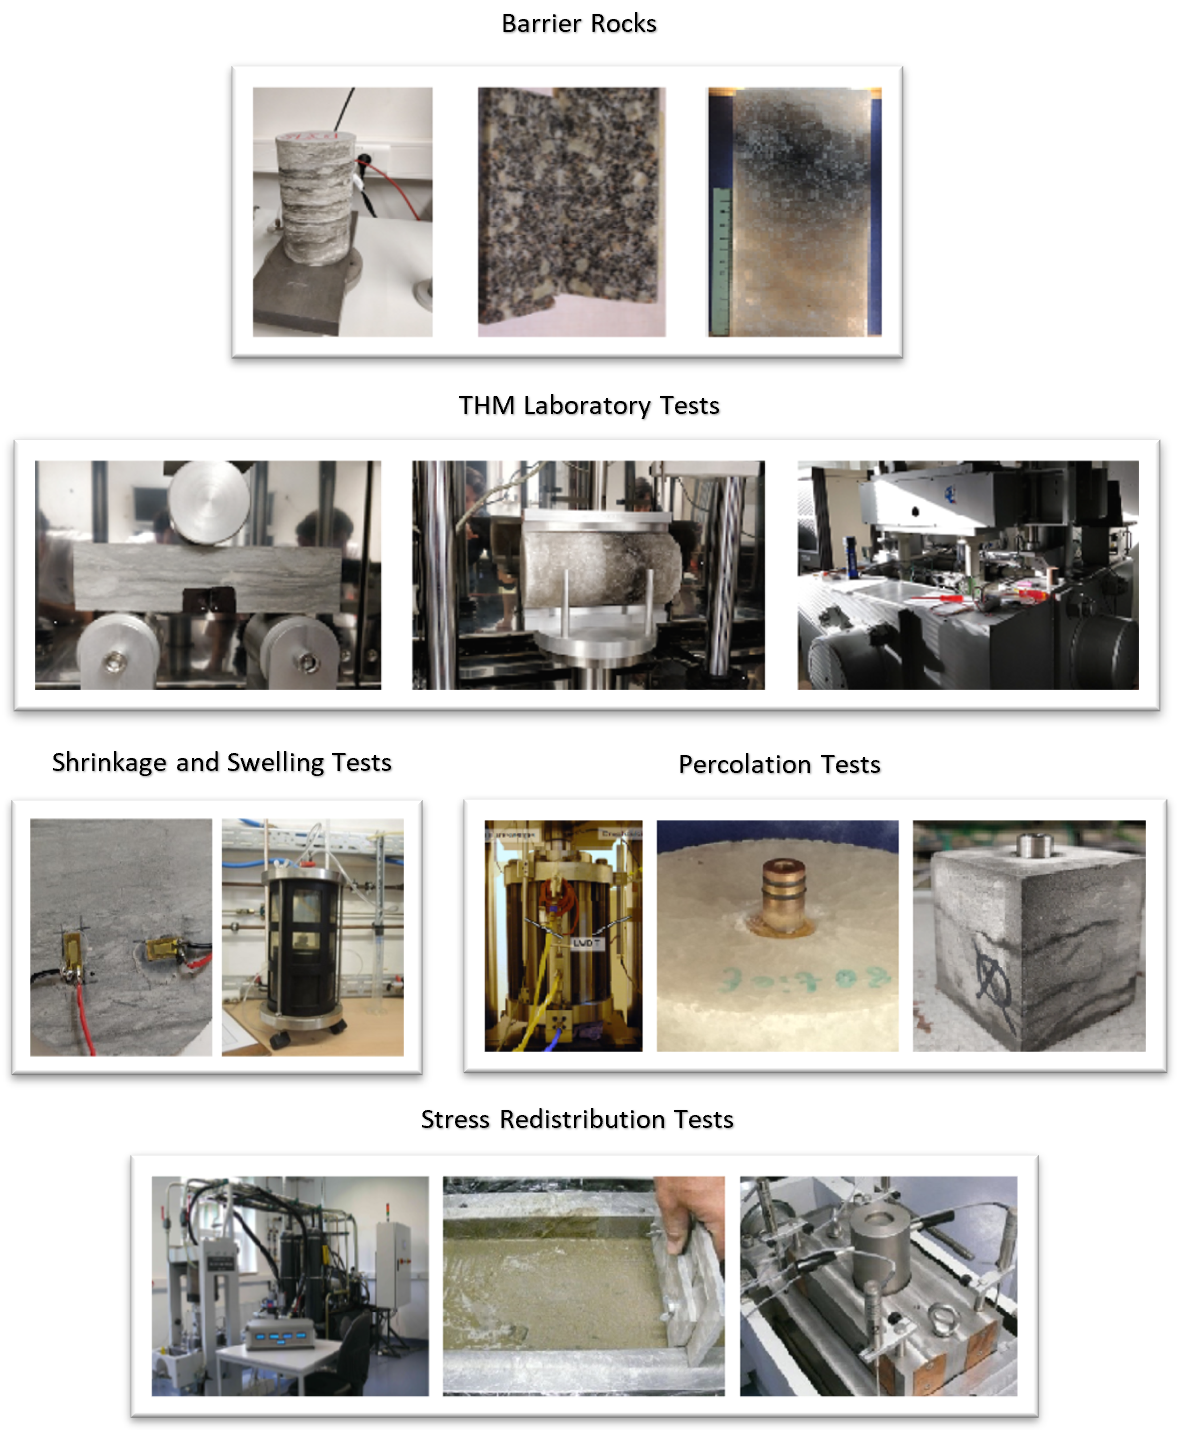 Barrier Rocks
THM Laboratory Tests
Shrinkage and Swelling Tests
Percolation Tests
LVDT
Stress Redistribution Tests